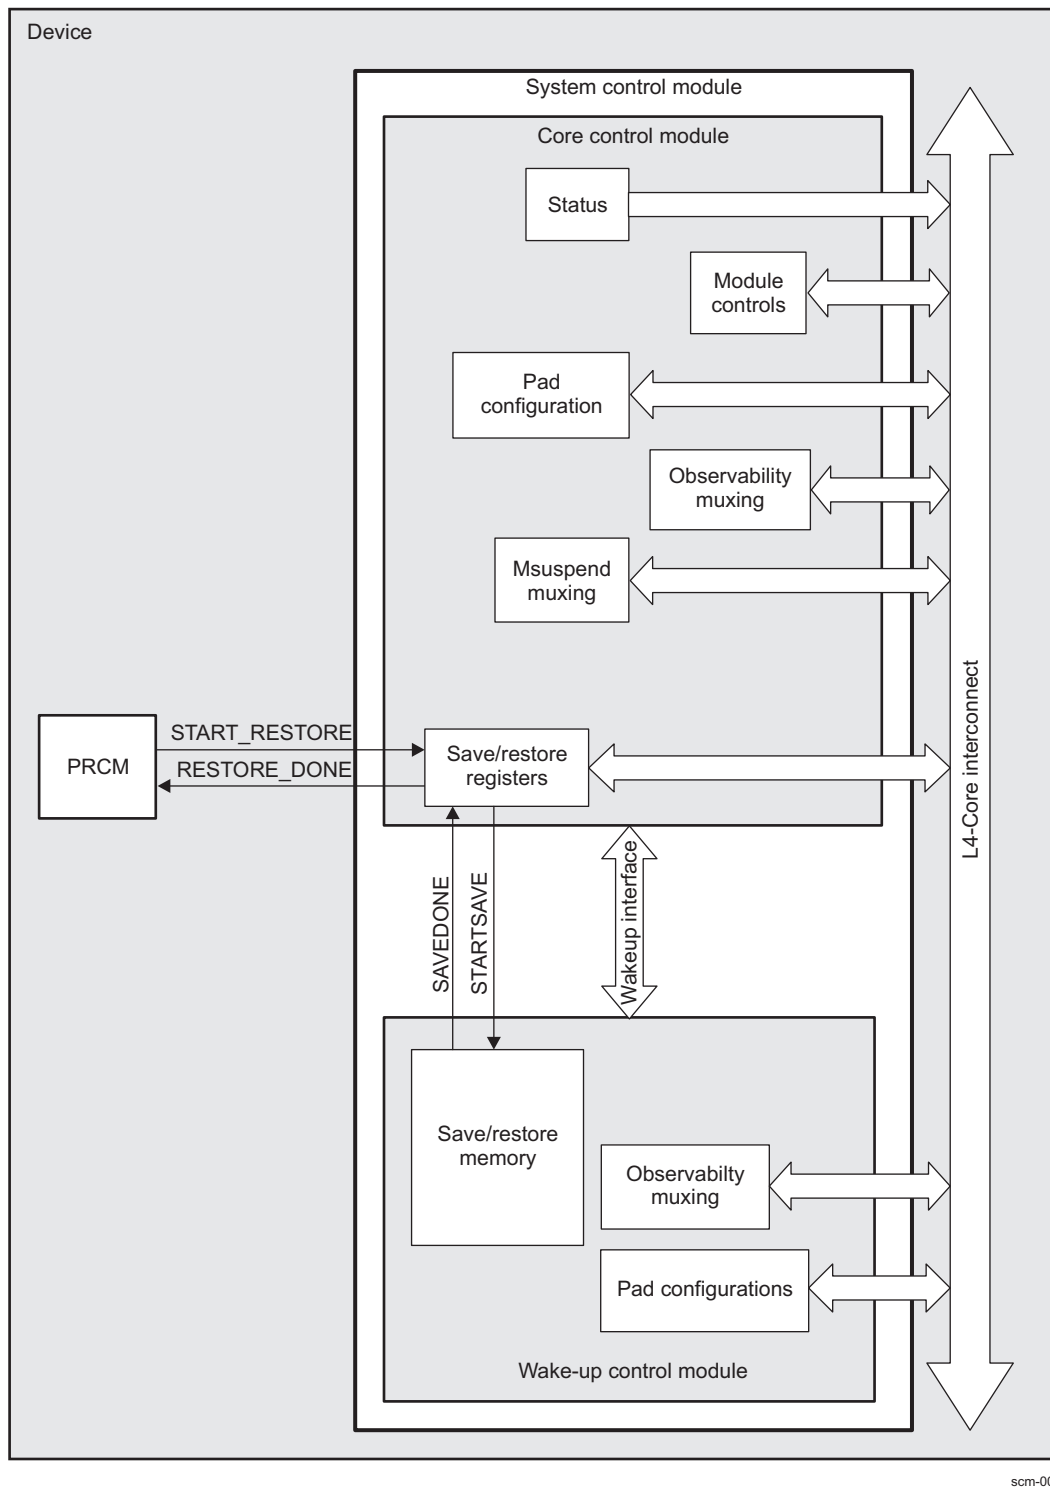 Device
System control module
Core control module
Status
Module
controls
Pad
configuration
Observability
muxing
Msuspend
muxing
L4-Core interconnect
START_RESTORE
PRCM
RESTORE_DONE
Save/restore
registers
SAVEDONE
STARTSAVE
Wakeup interface
Save/restore
memory
Observabilty
muxing
Pad configurations
Wake-up control module
scm-00